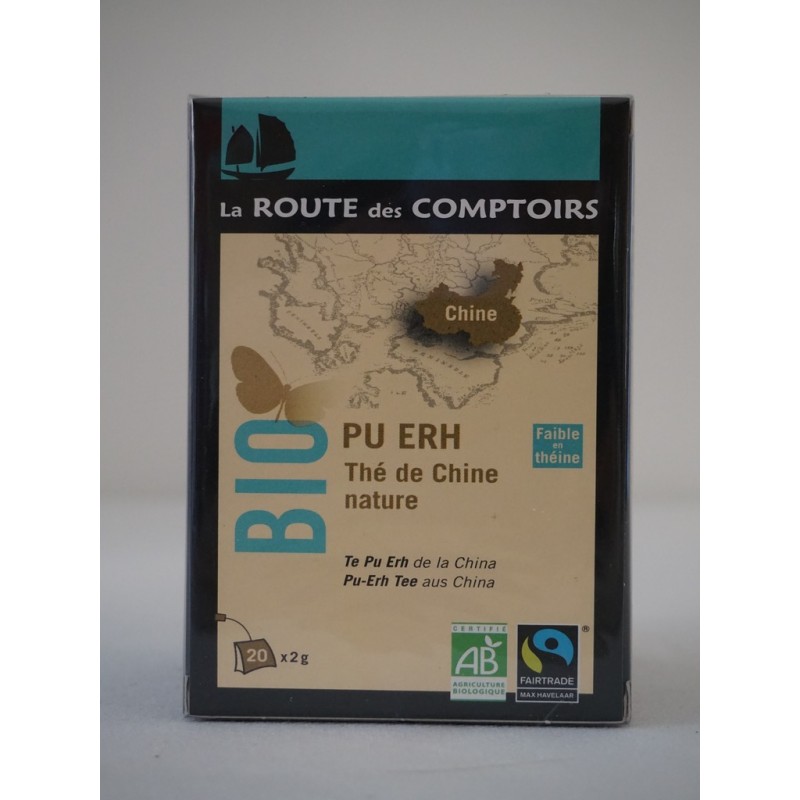 La ROUTE des COMPTOIRS
Chine
BIO
PU ERH
Thé de Chine
nature
Faible
en
théine
Te Pu Erh de la China
Pu-Erh Tee aus China
20 x2g
CERTIFIÉ
AB
AGRICULTURE
BIOLOGIQUE
®
FAIRTRADE
MAX HAVELAAR